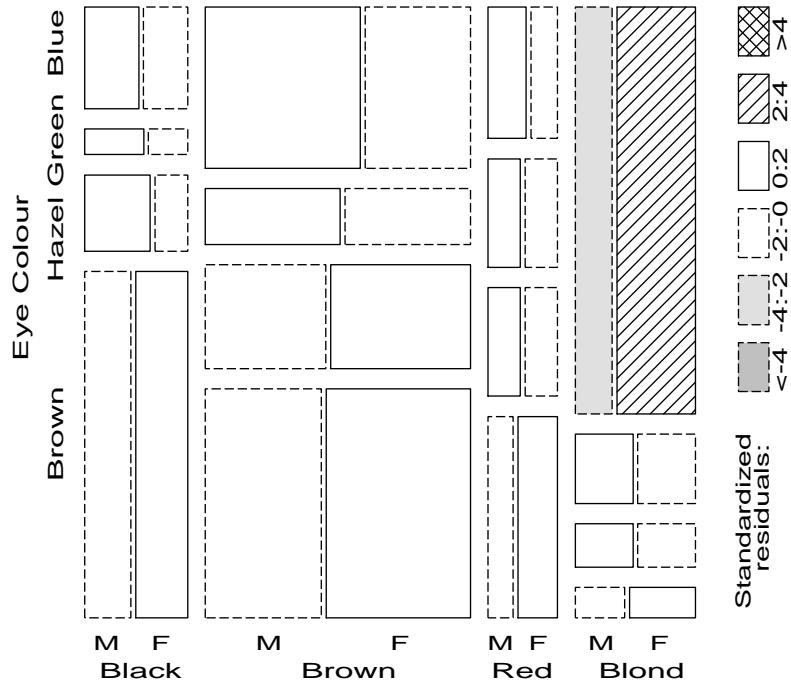 Eye Colour
Brown Hazel Green Blue
M F M F M F M F
Black Brown Red Blond
Standardized
residuals:
<-4 -4:-2 -2:-0 0:2 2:4 >4